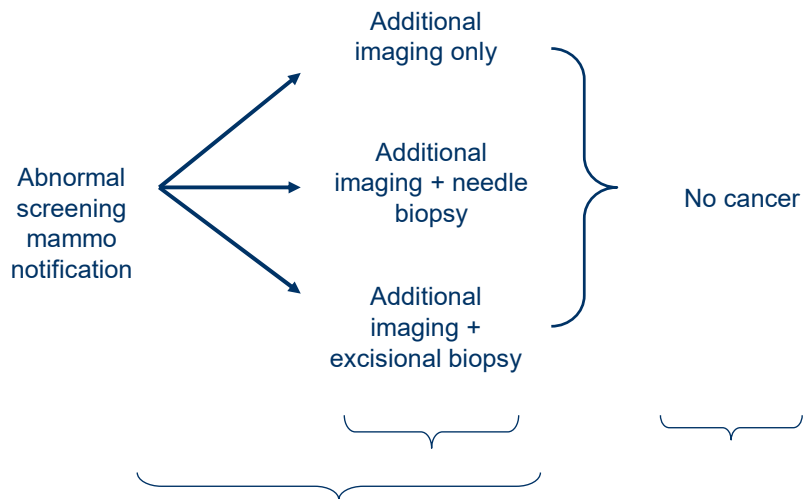 Additional
imaging only
Abnormal
screening
mammo
notification
Additional
imaging + needle
biopsy
No cancer
Additional
imaging +
excisional biopsy